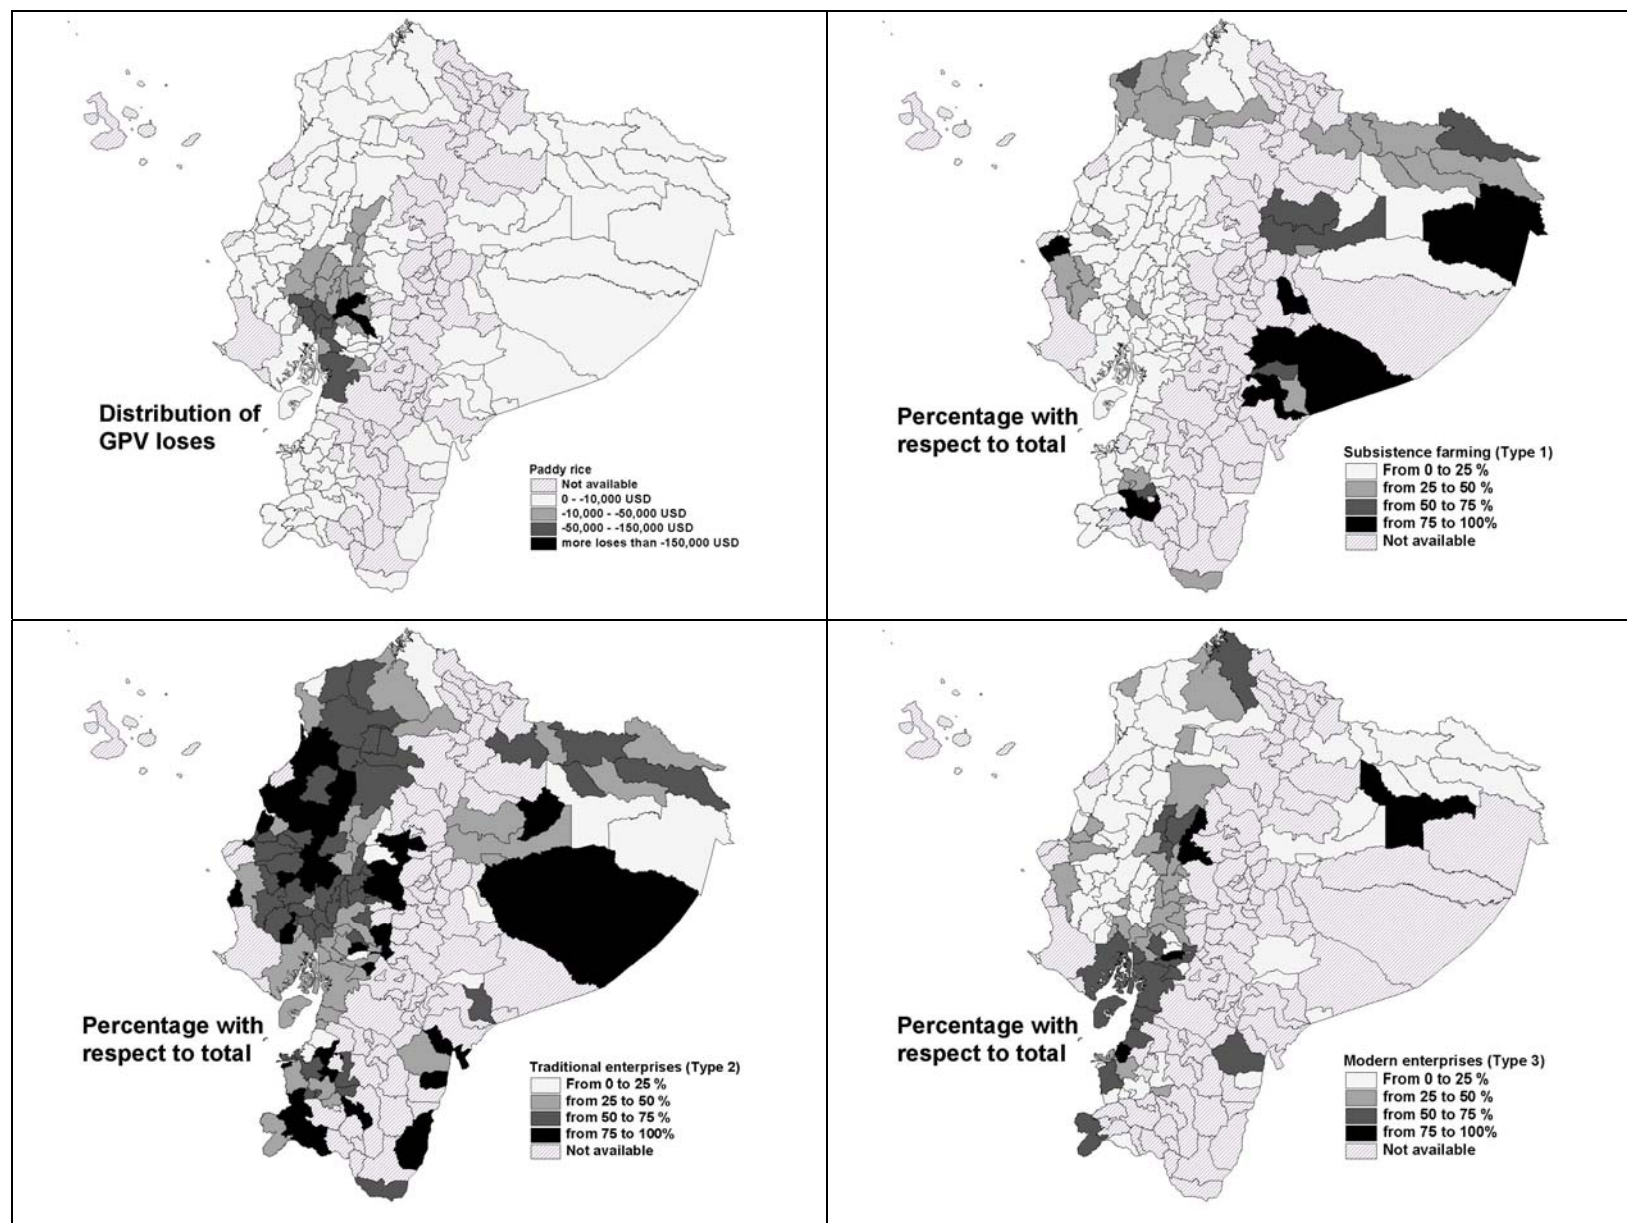 Distribution of
GPV loses
Paddy rice
Not available
0 - -10,000 USD
-10,000 - -50,000 USD
-50,000 - -150,000 USD
more loses than -150,000 USD
Percentage with
respect to total
Subsistence farming (Type 1)
From 0 to 25 %
from 25 to 50 %
from 50 to 75 %
from 75 to 100%
Not available
Percentage with
respect to total
Traditional enterprises (Type 2)
From 0 to 25 %
from 25 to 50 %
from 50 to 75 %
from 75 to 100%
Not available
Percentage with
respect to total
Modern enterprises (Type 3)
From 0 to 25 %
from 25 to 50 %
from 50 to 75 %
from 75 to 100%
Not available